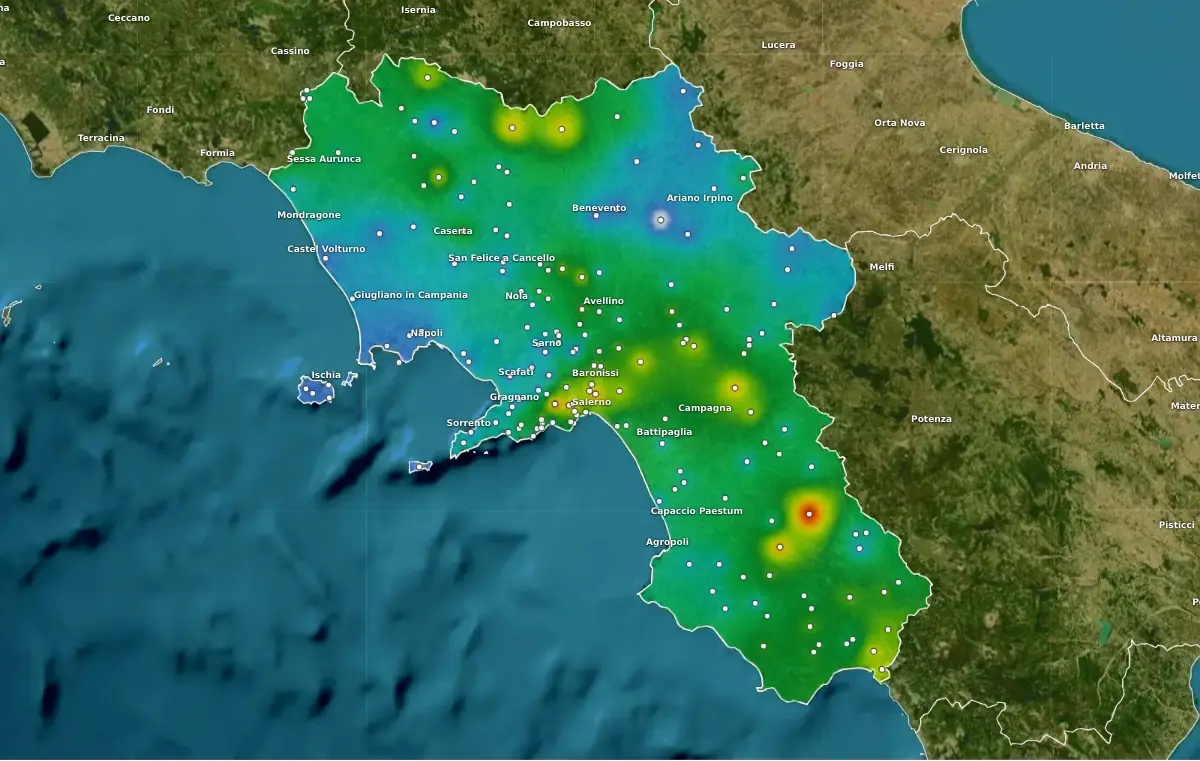 Isernia
Ceccano
Campobasso
Lucera
Cassino
Foggia
Fondi
Orta Nova
Barletta
Terracina
Formia
Cerignola
Sessa Aurunca
Andria
Molfet
Ariano Irpino
Benevento
Mondragone
Caserta
Castel Volturno
San Felice a Cancello
Melfi
Giugliano in Campania
Nola
Avellino
Napoli
Sarno
Altamura
Ischia
Scafati
Baronissi
Gragnano
Salerno
Campagna
Mater
Sorrento
Battipaglia
Potenza
Capaccio Paestum
Pisticci
Agropoli